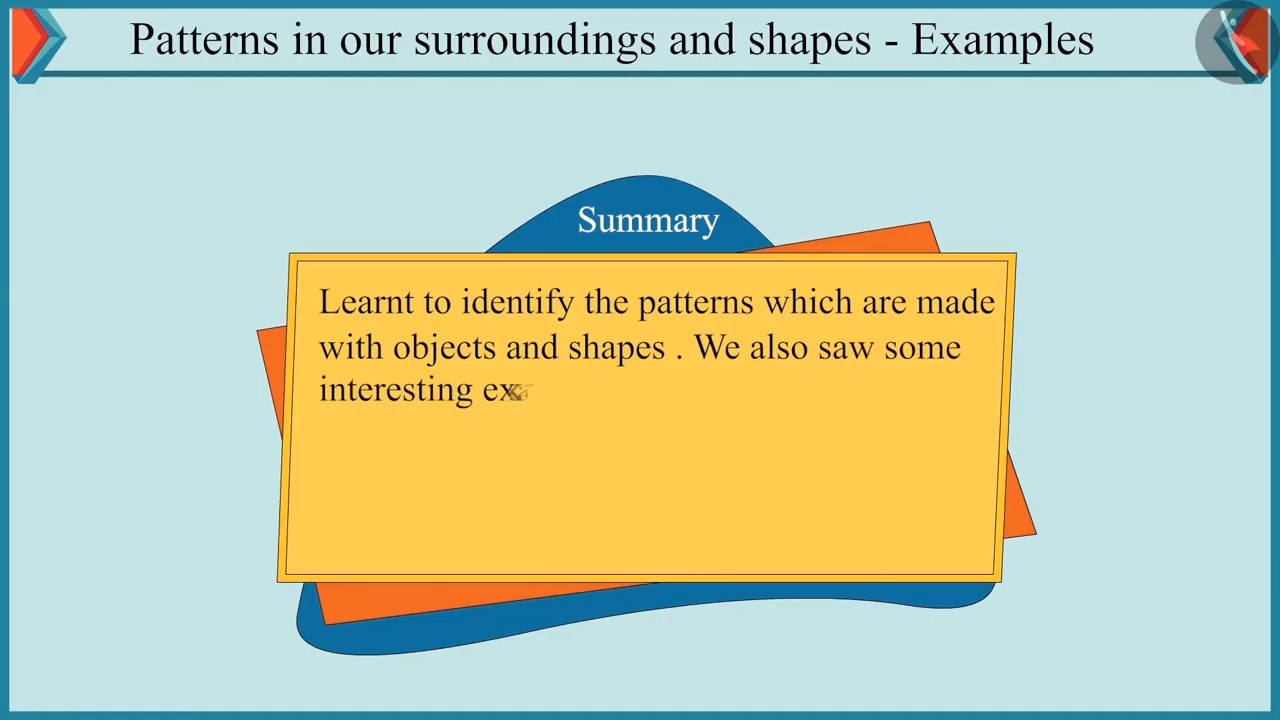 Patterns in our surroundings and shapes - Examples
Summary
Learnt to identify the patterns which are made
with objects and shapes . We also saw some
interesting